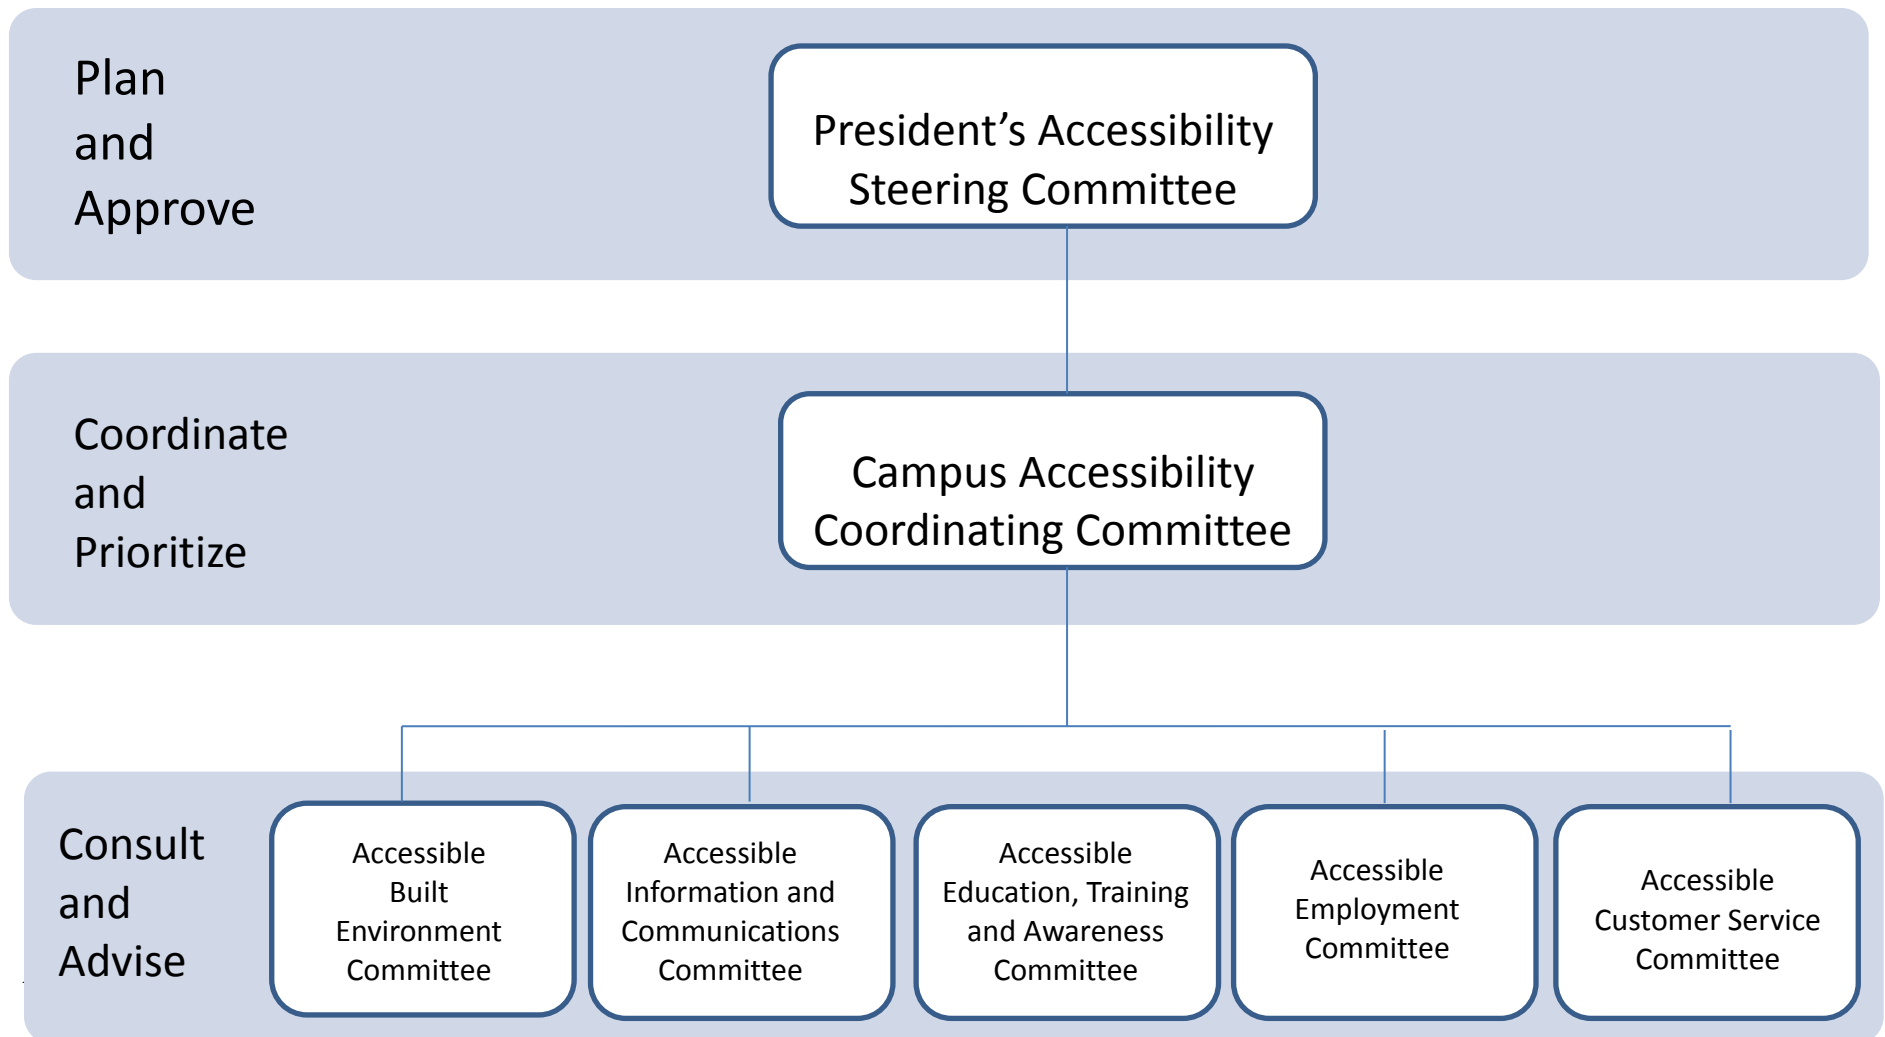 Plan
and
Approve
President’s Accessibility
Steering Committee
Coordinate
and
Prioritize
Campus Accessibility
Coordinating Committee
Consult
and
Advise
Accessible
Built
Environment
Committee
Accessible
Information and
Communications
Committee
Accessible
Education, Training
and Awareness
Committee
Accessible
Employment
Committee
Accessible
Customer Service
Committee